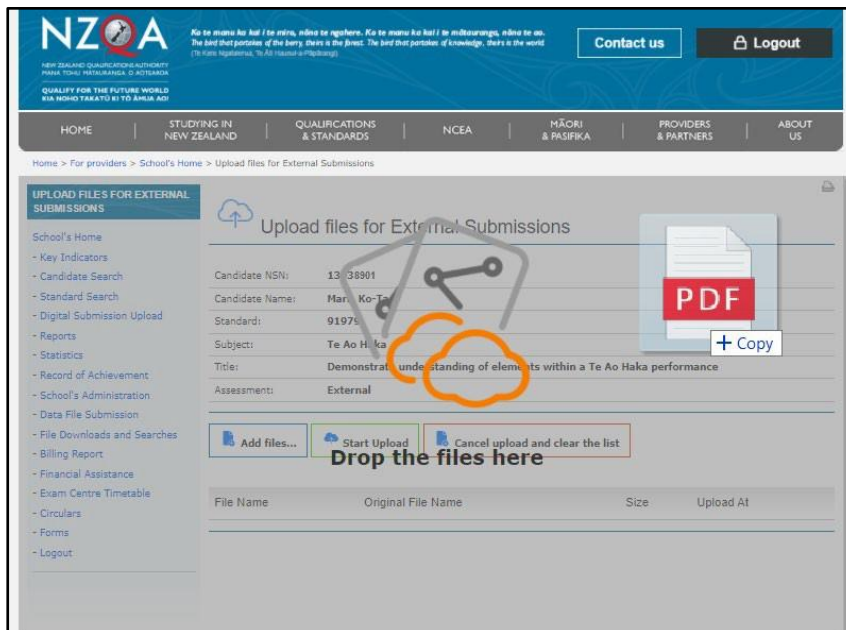 NZQA
NEW ZEALAND QUALIFICATIONS AUTHORITY
MANA TOHU MĀTAURANGA O AOTEAROA
QUALIFY FOR THE FUTURE WORLD
KIA NOHO TAKATŪ KI TŌ ĀMUA AO!
Ko te manu ka kai i te miro, nōna te ngahere. Ko te manu ka kai i te mātauranga, nōna te ao.
The bird that partakes of the berry, theirs is the forest. The bird that partakes of knowledge, theirs is the world
Contact us
Logout
HOME
STUDYING IN
NEW ZEALAND
QUALIFICATIONS
& STANDARDS
NCEA
MĀORI
& PASIFIKA
PROVIDERS
& PARTNERS
ABOUT
US
Home > For providers > School's Home > Upload files for External Submissions
UPLOAD FILES FOR EXTERNAL
SUBMISSIONS
School's Home
- Key Indicators
- Candidate Search
- Standard Search
- Digital Submission Upload
- Reports
- Statistics
- Record of Achievement
- School's Administration
- Data File Submission
- File Downloads and Searches
- Billing Report
- Financial Assistance
- Exam Centre Timetable
- Circulars
- Forms
- Logout
Upload files for External Submissions
Candidate NSN:
Candidate Name:
Standard: 91979
Subject: Te Ao Haka
Title: Demonstrate understanding of elements within a Te Ao Haka performance
Assessment: External
PDF
+ Copy
Add files...
Start Upload
Cancel upload and clear the list
Drop the files here
File Name Original File Name Size Upload At